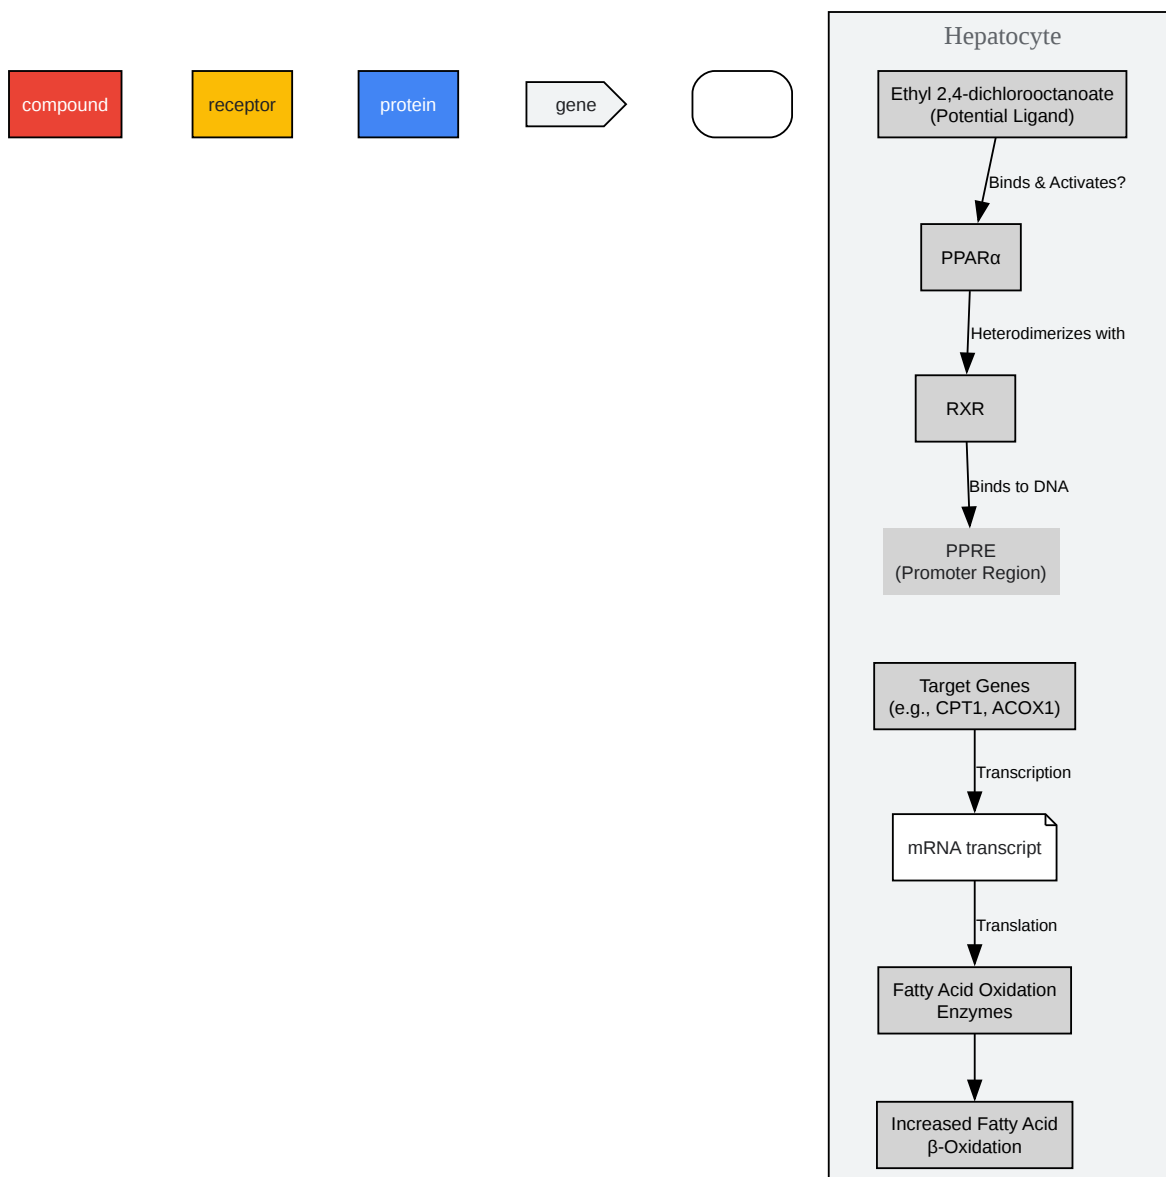 Hepatocyte
compound
receptor
protein
gene
Ethyl 2,4-dichlorooctanoate
(Potential Ligand)
Binds & Activates?
PPARα
Heterodimerizes with
RXR
Binds to DNA
PPRE
(Promoter Region)
Target Genes
(e.g., CPT1, ACOX1)
Transcription
mRNA transcript
Translation
Fatty Acid Oxidation
Enzymes
Increased Fatty Acid
β-Oxidation